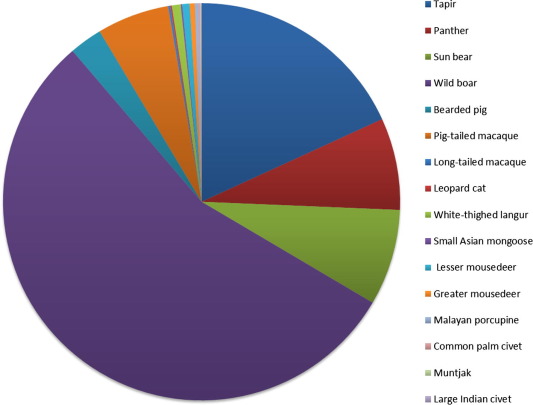 Tapir
Panther
Sun bear
Wild boar
Bearded pig
Pig-tailed macaque
Long-tailed macaque
Leopard cat
White-thighed langur
Small Asian mongoose
Lesser mousedeer
Greater mousedeer
Malayan porcupine
Common palm civet
Muntjak
Large Indian civet